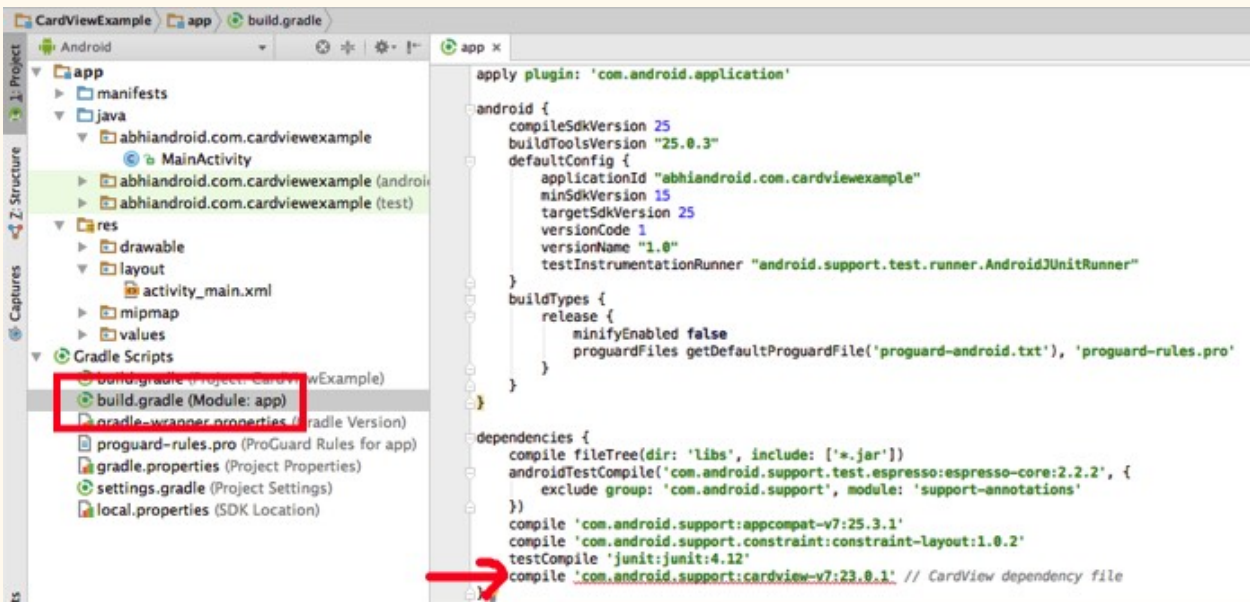 CardViewExample app build.gradle
Android
app ×
1: Project
Z: Structure
Captures
app
manifests
java
abhiandroid.com.cardviewexample
MainActivity
abhiandroid.com.cardviewexample (androi
abhiandroid.com.cardviewexample (test)
res
drawable
layout
activity_main.xml
mipmap
values
Gradle Scripts
build.gradle (Project: CardViewExample)
build.gradle (Module: app)
gradle-wrapper.properties (Gradle Version)
proguard-rules.pro (ProGuard Rules for app)
gradle.properties (Project Properties)
settings.gradle (Project Settings)
local.properties (SDK Location)
apply plugin: 'com.android.application'
android {
compileSdkVersion 25
buildToolsVersion "25.0.3"
defaultConfig {
applicationId "abhiandroid.com.cardviewexample"
minSdkVersion 15
targetSdkVersion 25
versionCode 1
versionName "1.0"
testInstrumentationRunner "android.support.test.runner.AndroidJUnitRunner"
}
buildTypes {
release {
minifyEnabled false
proguardFiles getDefaultProguardFile('proguard-android.txt'), 'proguard-rules.pro'
}
}
}
dependencies {
compile fileTree(dir: 'libs', include: ['*.jar'])
androidTestCompile('com.android.support.test.espresso:espresso-core:2.2.2', {
exclude group: 'com.android.support', module: 'support-annotations'
})
compile 'com.android.support:appcompat-v7:25.3.1'
compile 'com.android.support.constraint:constraint-layout:1.0.2'
testCompile 'junit:junit:4.12'
compile 'com.android.support:cardview-v7:23.0.1' // CardView dependency file
}